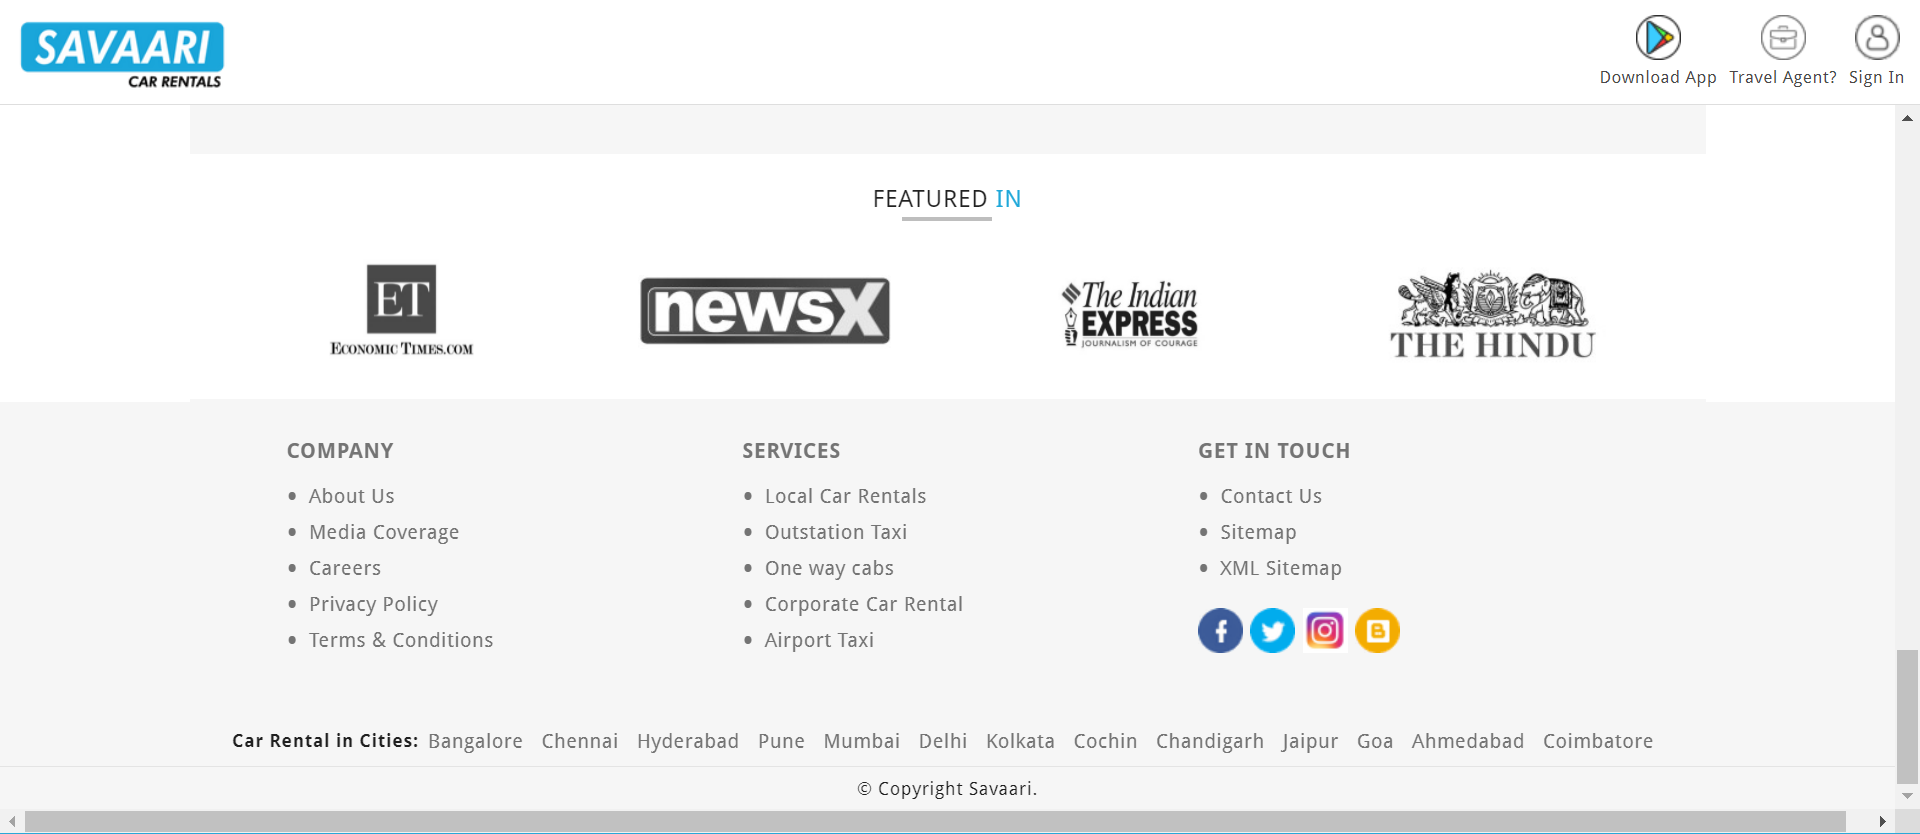 SAVAARI
CAR RENTALS
Download App
Travel Agent?
Sign In
FEATURED IN
ET
ECONOMIC TIMES.COM
newsX
The Indian
EXPRESS
JOURNALISM OF COURAGE
THE HINDU
COMPANY
• About Us
• Media Coverage
• Careers
• Privacy Policy
• Terms & Conditions
SERVICES
• Local Car Rentals
• Outstation Taxi
• One way cabs
• Corporate Car Rental
• Airport Taxi
GET IN TOUCH
• Contact Us
• Sitemap
• XML Sitemap
Car Rental in Cities: Bangalore Chennai Hyderabad Pune Mumbai Delhi Kolkata Cochin Chandigarh Jaipur Goa Ahmedabad Coimbatore
© Copyright Savaari.